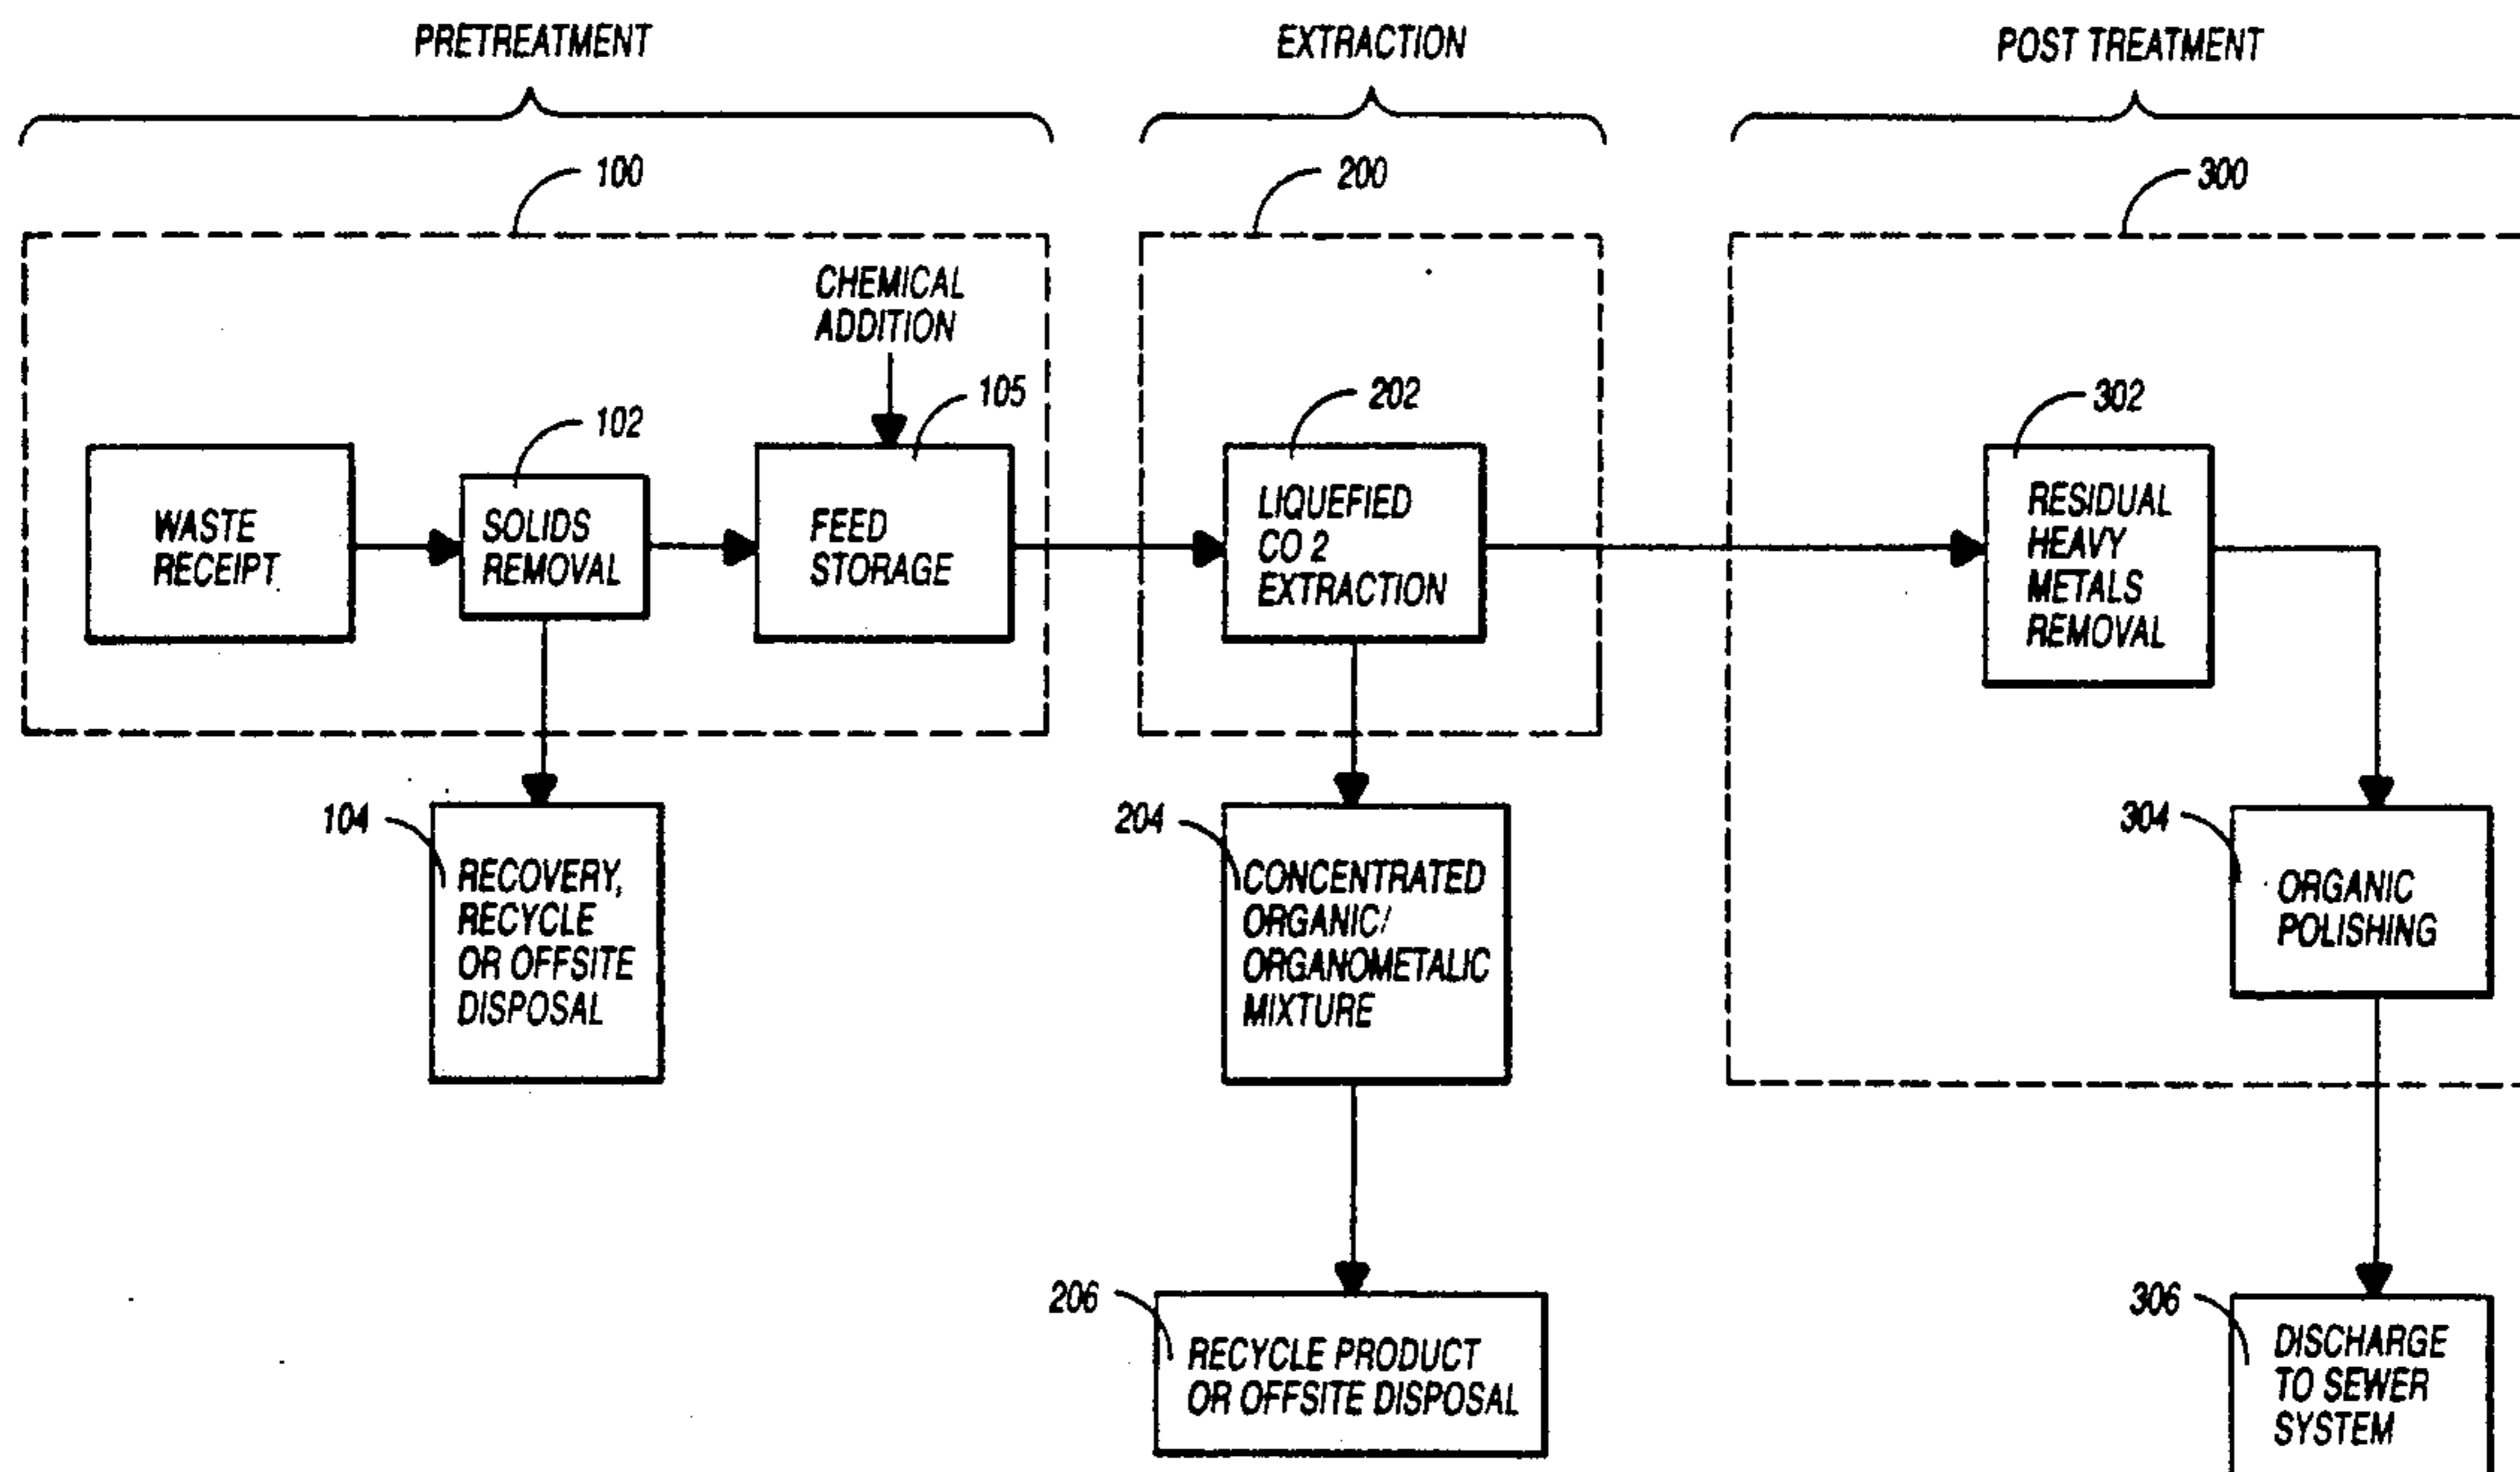 PRETREATMENT
EXTRACTION
POST TREATMENT
100
200
300
CHEMICAL
ADDITION
102
105
202
302
WASTE
RECEIPT
SOLIDS
REMOVAL
FEED
STORAGE
LIQUEFIED
CO 2
EXTRACTION
RESIDUAL
HEAVY
METALS
REMOVAL
104
RECOVERY,
RECYCLE
OR OFFSITE
DISPOSAL
204
CONCENTRATED
ORGANIC/
ORGANOMETALIC
MIXTURE
304
ORGANIC
POLISHING
206
RECYCLE PRODUCT
OR OFFSITE DISPOSAL
306
DISCHARGE
TO SEWER
SYSTEM